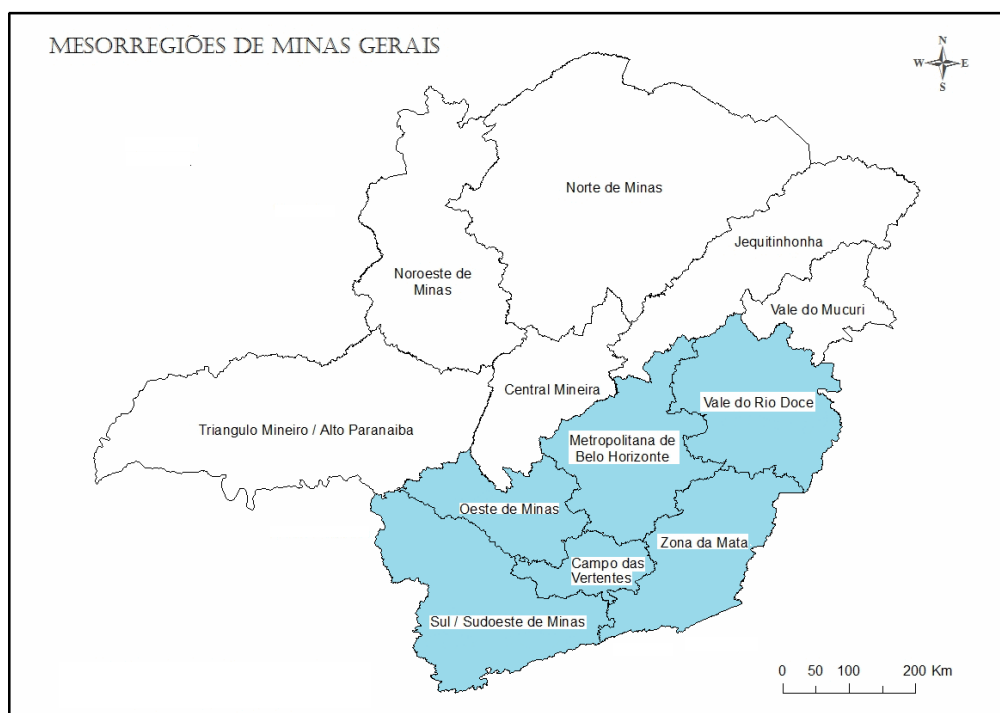 MESORREGIÕES DE MINAS GERAIS
N
W E
S
Norte de Minas
Jequitinhonha
Noroeste de
Minas
Vale do Mucuri
Central Mineira
Vale do Rio Doce
Triangulo Mineiro / Alto Paranaiba
Metropolitana de
Belo Horizonte
Oeste de Minas
Zona da Mata
Campo das
Vertentes
Sul / Sudoeste de Minas
0 50 100 200 Km